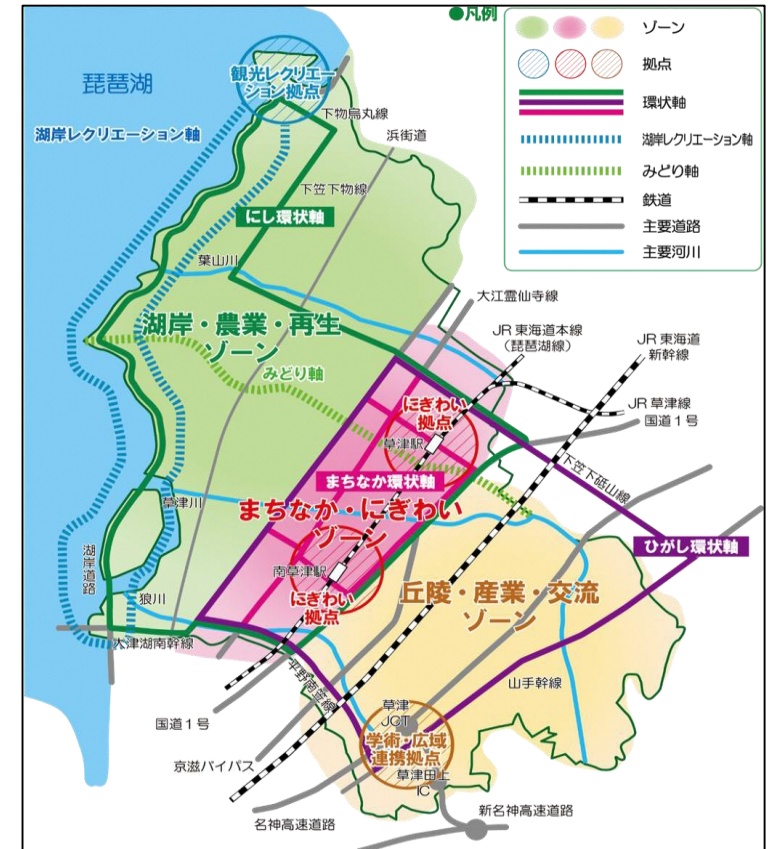 ●凡例
ゾーン
拠点
環状軸
湖岸レクリエーション軸
みどり軸
鉄道
主要道路
主要河川
琵琶湖
観光レクリエー
ション拠点
湖岸レクリエーション軸
下物烏丸線
浜街道
下笠下物線
にし環状軸
葉山川
大江霊仙寺線
湖岸・農業・再生
ゾーン
みどり軸
JR 東海道本線
(琵琶湖線)
JR 東海道
新幹線
JR 草津線
国道1号
にぎわい
拠点
草津駅
下笠下砥山線
まちなか環状軸
草津川
まちなか・にぎわい
ゾーン
ひがし環状軸
湖岸道路
南草津駅
狼川
にぎわい
拠点
丘陵・産業・交流
ゾーン
大津湖南幹線
平野南笠線
山手幹線
国道1号
草津
JCT
学術・広域
連携拠点
京滋バイパス
草津田上
IC
名神高速道路
新名神高速道路